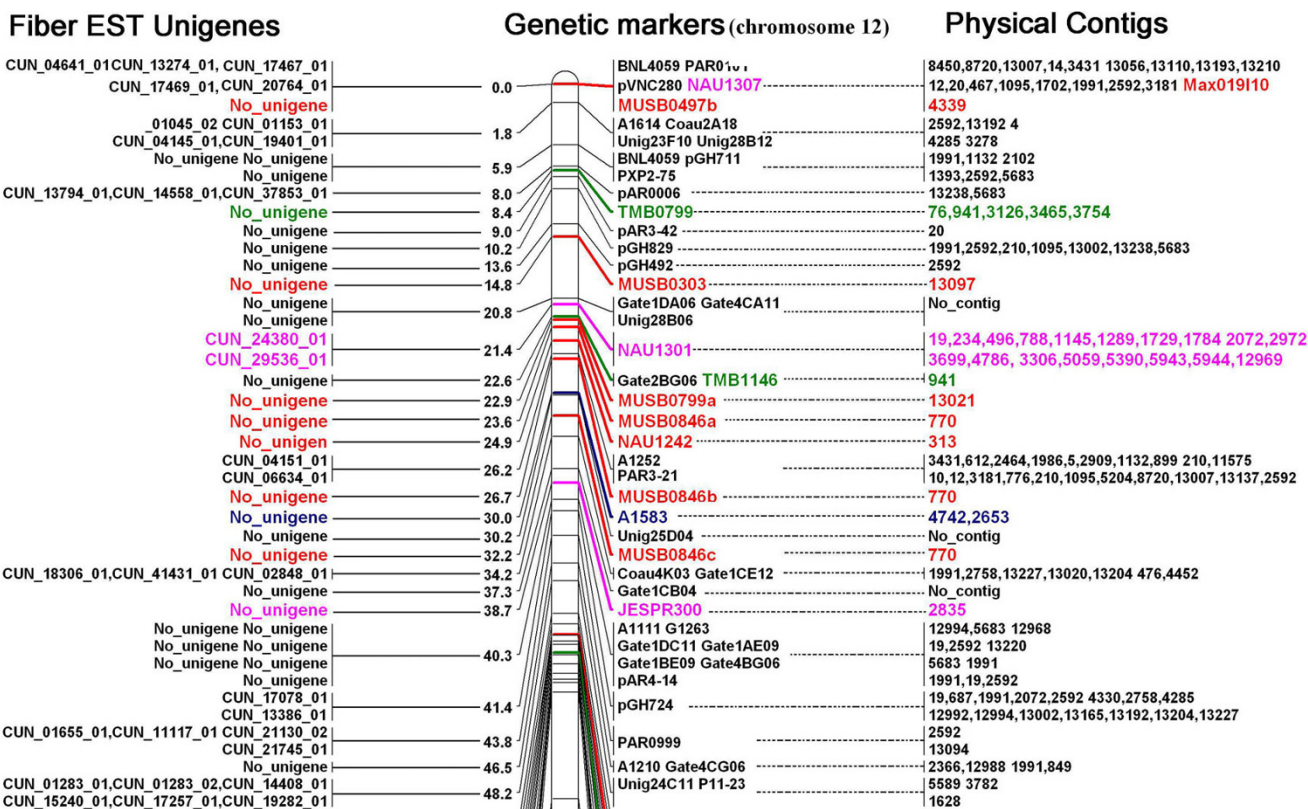 Fiber EST Unigenes Genetic markers (chromosome 12) Physical Contigs
CUN_04641_01CUN_13274_01, CUN_17467_01 BNL4059 8450,8720,13007,14,3431 13056,13110,13193,13210
CUN_17469_01, CUN_20764_01 0.0 pVNC280 NAU1307 12,20,467,1095,1702,1991,2592,3181 Max019I10
No_unigene MUSB0497b 4339
_01045_02 CUN_01153_01 1.8 A1614 Coau2A18 2592,13192 4
CUN_04145_01,CUN_19401_01 Unig23F10 Unig28B12 4285 3278
No_unigene No_unigene 5.9 BNL4059 pGH711 1991,1132 2102
No_unigene PXP2-75 1393,2592,5683
CUN_13794_01,CUN_14558_01,CUN_37853_01 8.0 pAR0006 13238,5683
No_unigene 8.4 TMB0799 76,941,3126,3465,3754
No_unigene 9.0 pAR3-42 20
No_unigene 10.2 pGH829 1991,2592,210,1095,13002,13238,5683
No_unigene 13.6 pGH492 2592
No_unigene 14.8 MUSB0303 13097
No_unigene 20.8 Gate1DA06 Gate4CA11 No_contig
No_unigene Unig28B06
CUN_24380_01 21.4 NAU1301 19,234,496,788,1145,1289,1729,1784 2072,2972
CUN_29536_01 3699,4786, 3306,5059,5390,5943,5944,12969
No_unigene 22.6 Gate2BG06 TMB1146 941
No_unigene 22.9 MUSB0799a 13021
No_unigene 23.6 MUSB0846a 770
No_unigen 24.9 NAU1242 313
CUN_04151_01 26.2 A1252 3431,612,2464,1986,5,2909,1132,899 210,11575
CUN_06634_01 PAR3-21 10,12,3181,776,210,1095,5204,8720,13007,13137,2592
No_unigene 26.7 MUSB0846b 770
No_unigene 30.0 A1583 4742,2653
No_unigene 30.2 Unig25D04 No_contig
No_unigene 32.2 MUSB0846c 770
CUN_18306_01,CUN_41431_01 CUN_02848_01 34.2 Coau4K03 Gate1CE12 1991,2758,13227,13020,13204 476,4452
No_unigene 37.3 Gate1CB04 No_contig
No_unigene 38.7 JESPR300 2835
No_unigene No_unigene 40.3 A1111 G1263 12994,5683 12968
No_unigene No_unigene Gate1DC11 Gate1AE09 19,2592 13220
No_unigene No_unigene Gate1BE09 Gate4BG06 5683 1991
No_unigene pAR4-14 1991,19,2592
CUN_17078_01 41.4 pGH724 19,687,1991,2072,2592 4330,2758,4285
CUN_13386_01 12992,12994,13002,13165,13192,13204,13227
CUN_01655_01,CUN_11117_01 CUN_21130_02 43.8 PAR0999 2592
CUN_21745_01 13094
No_unigene 46.5 A1210 Gate4CG06 2366,12988 1991,849
CUN_01283_01,CUN_01283_02,CUN_14408_01 48.2 Unig24C11 P11-23 5589 3782
CUN_15240_01,CUN_17257_01,CUN_19282_01 1628